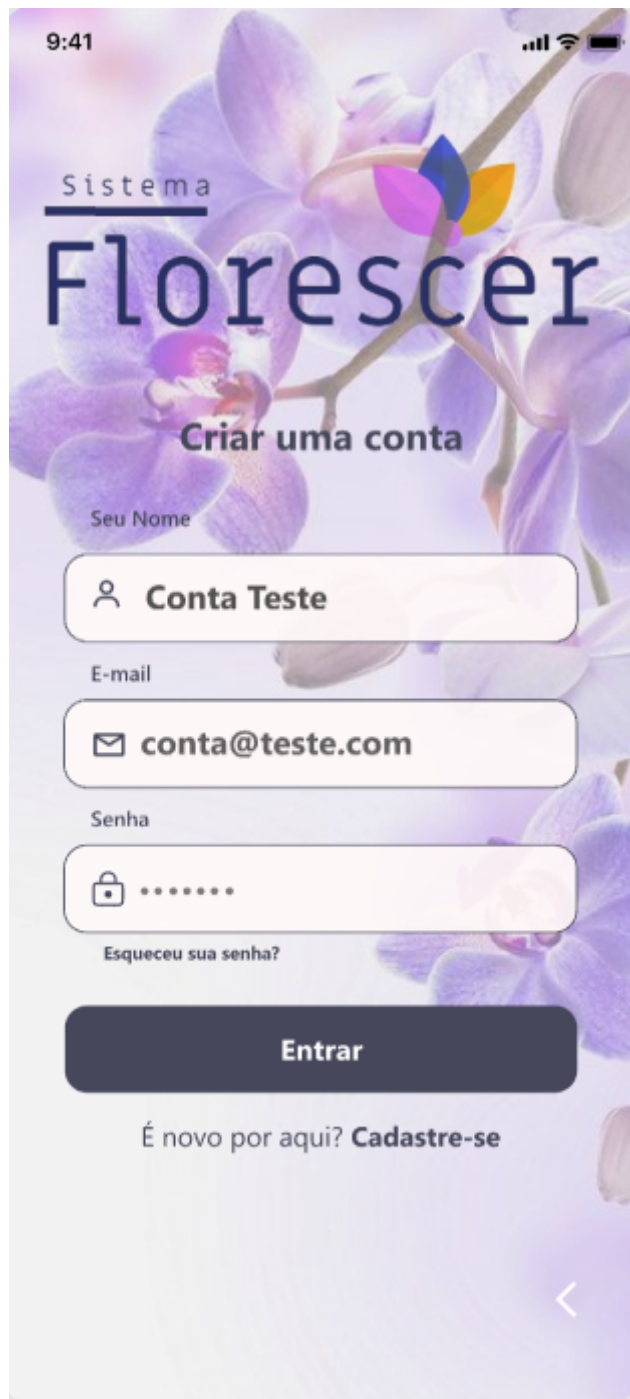 9:41
Sistema
Florescer
Criar uma conta
Seu Nome
Conta Teste
E-mail
conta@teste.com
Senha
•••••••
Esqueceu sua senha?
Entrar
É novo por aqui? Cadastre-se